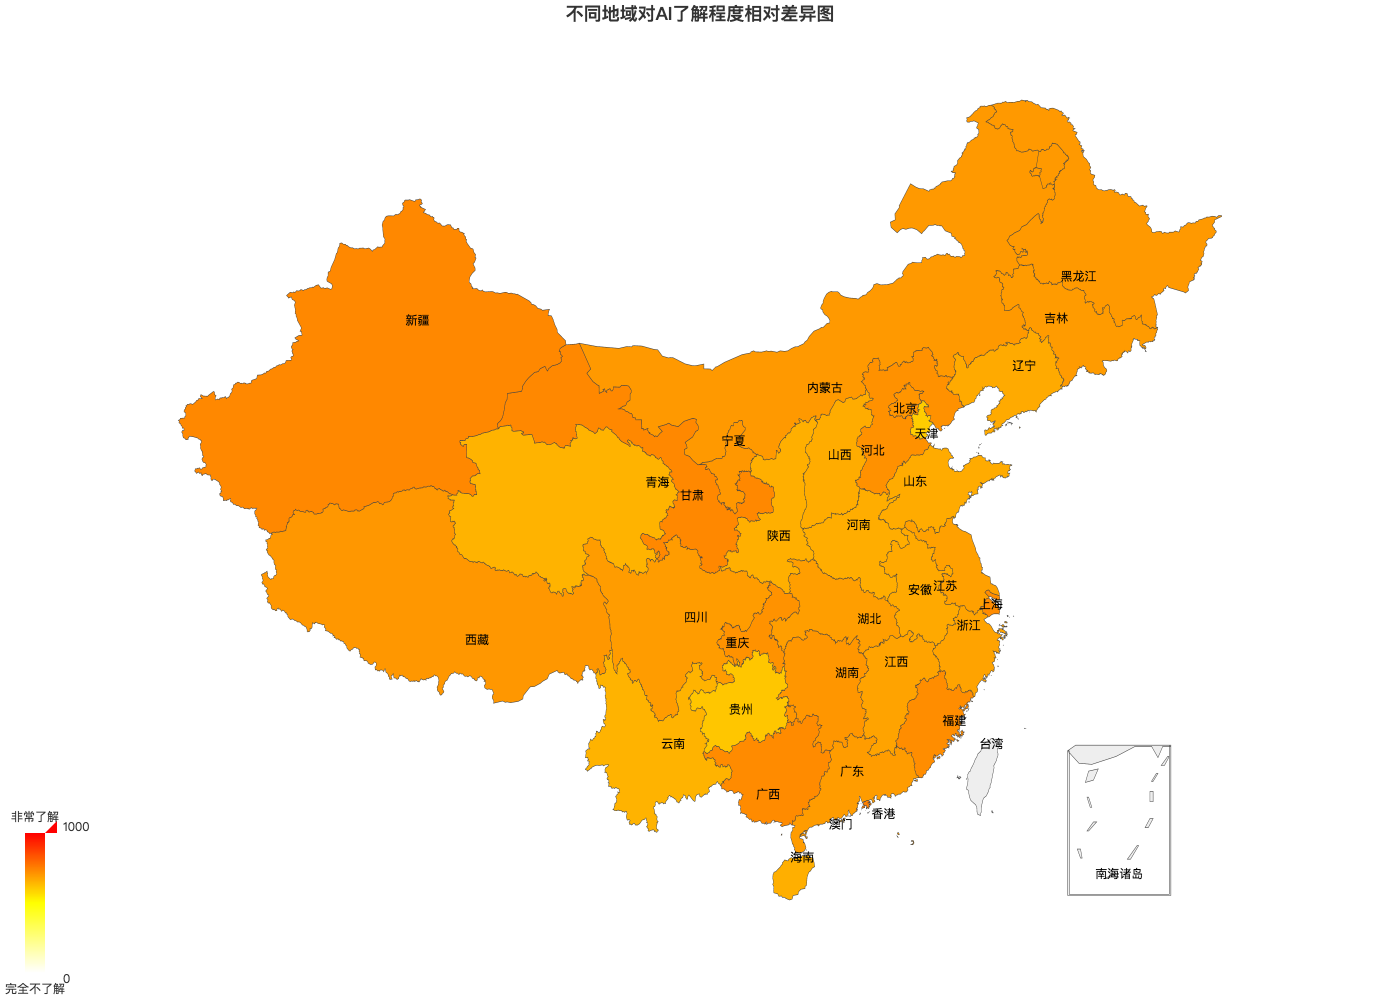 不同地域对AI了解程度相对差异图
黑龙江
吉林
新疆
辽宁
内蒙古
北京
天津
宁夏
河北
山西
青海
山东
甘肃
河南
陕西
安徽
江苏
上海
四川
湖北
浙江
西藏
重庆
江西
湖南
贵州
福建
云南
台湾
广东
广西
香港
澳门
海南
南海诸岛
非常了解
1000
0
完全不了解